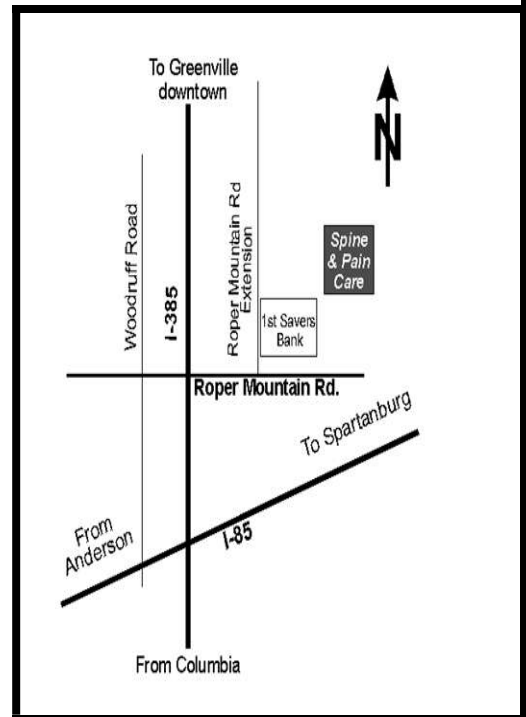 To Greenville
downtown
N
Woodruff Road
I-385
Roper Mountain Rd
Extension
Spine
& Pain
Care
1st Savers
Bank
Roper Mountain Rd.
To Spartanburg
From
Anderson
I-85
From Columbia